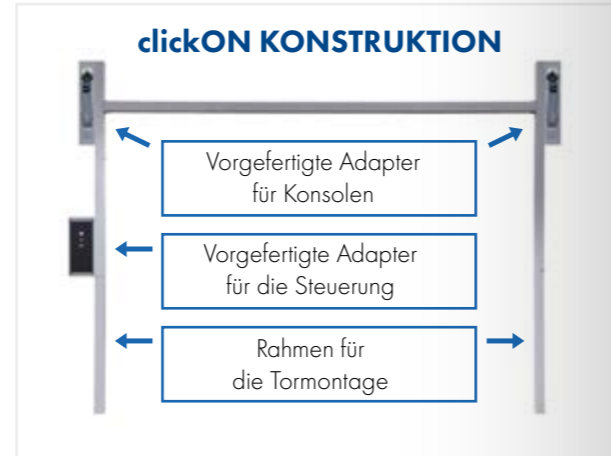 clickON KONSTRUKTION
Vorgefertigte Adapter
für Konsolen
Vorgefertigte Adapter
für die Steuerung
Rahmen für
die Tormontage